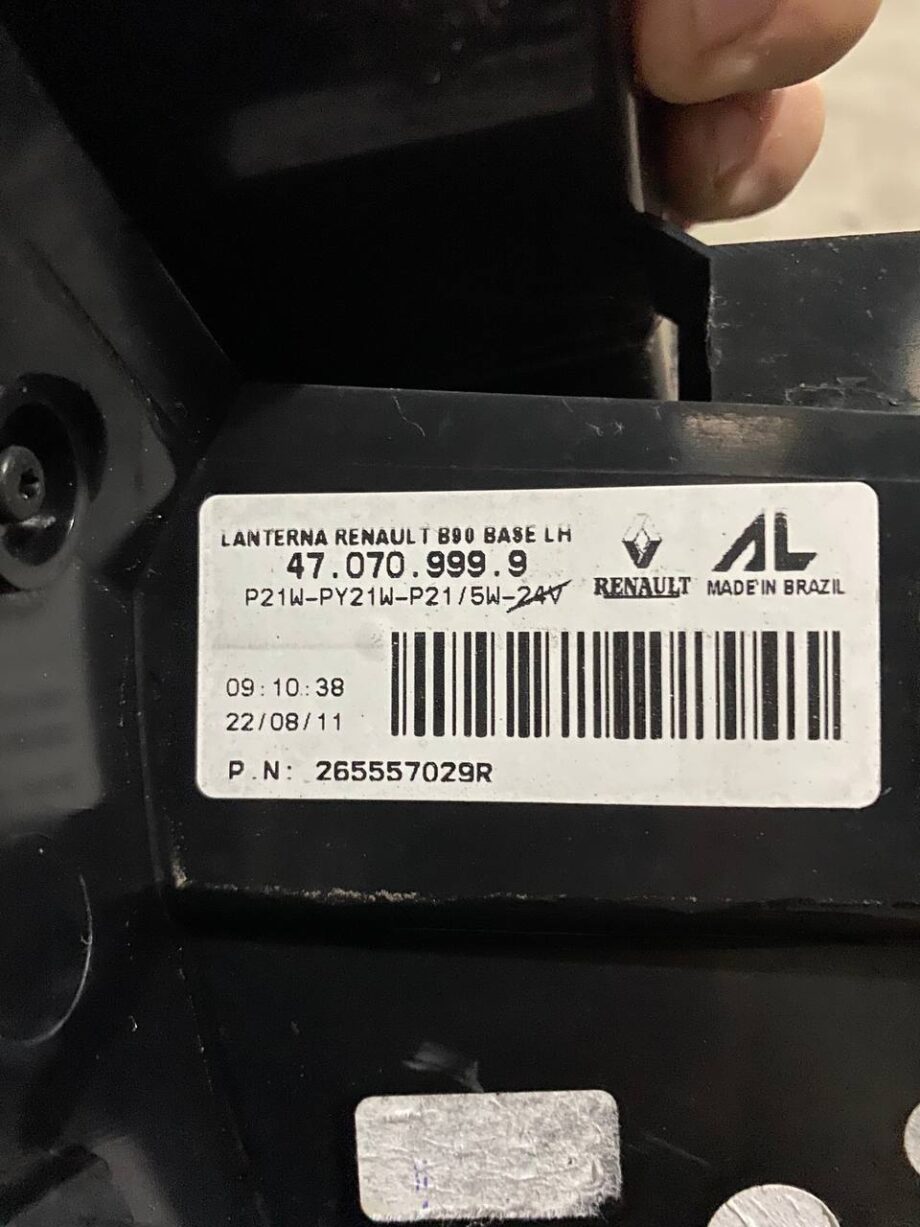 LANTERNA RENAULT B90 BASE LH
47.070.999.9
P21W-PY21W-P21/5W-24V
RENAULT
AL
MADE IN BRAZIL
09:10:38
22/08/11
P.N: 265557029R